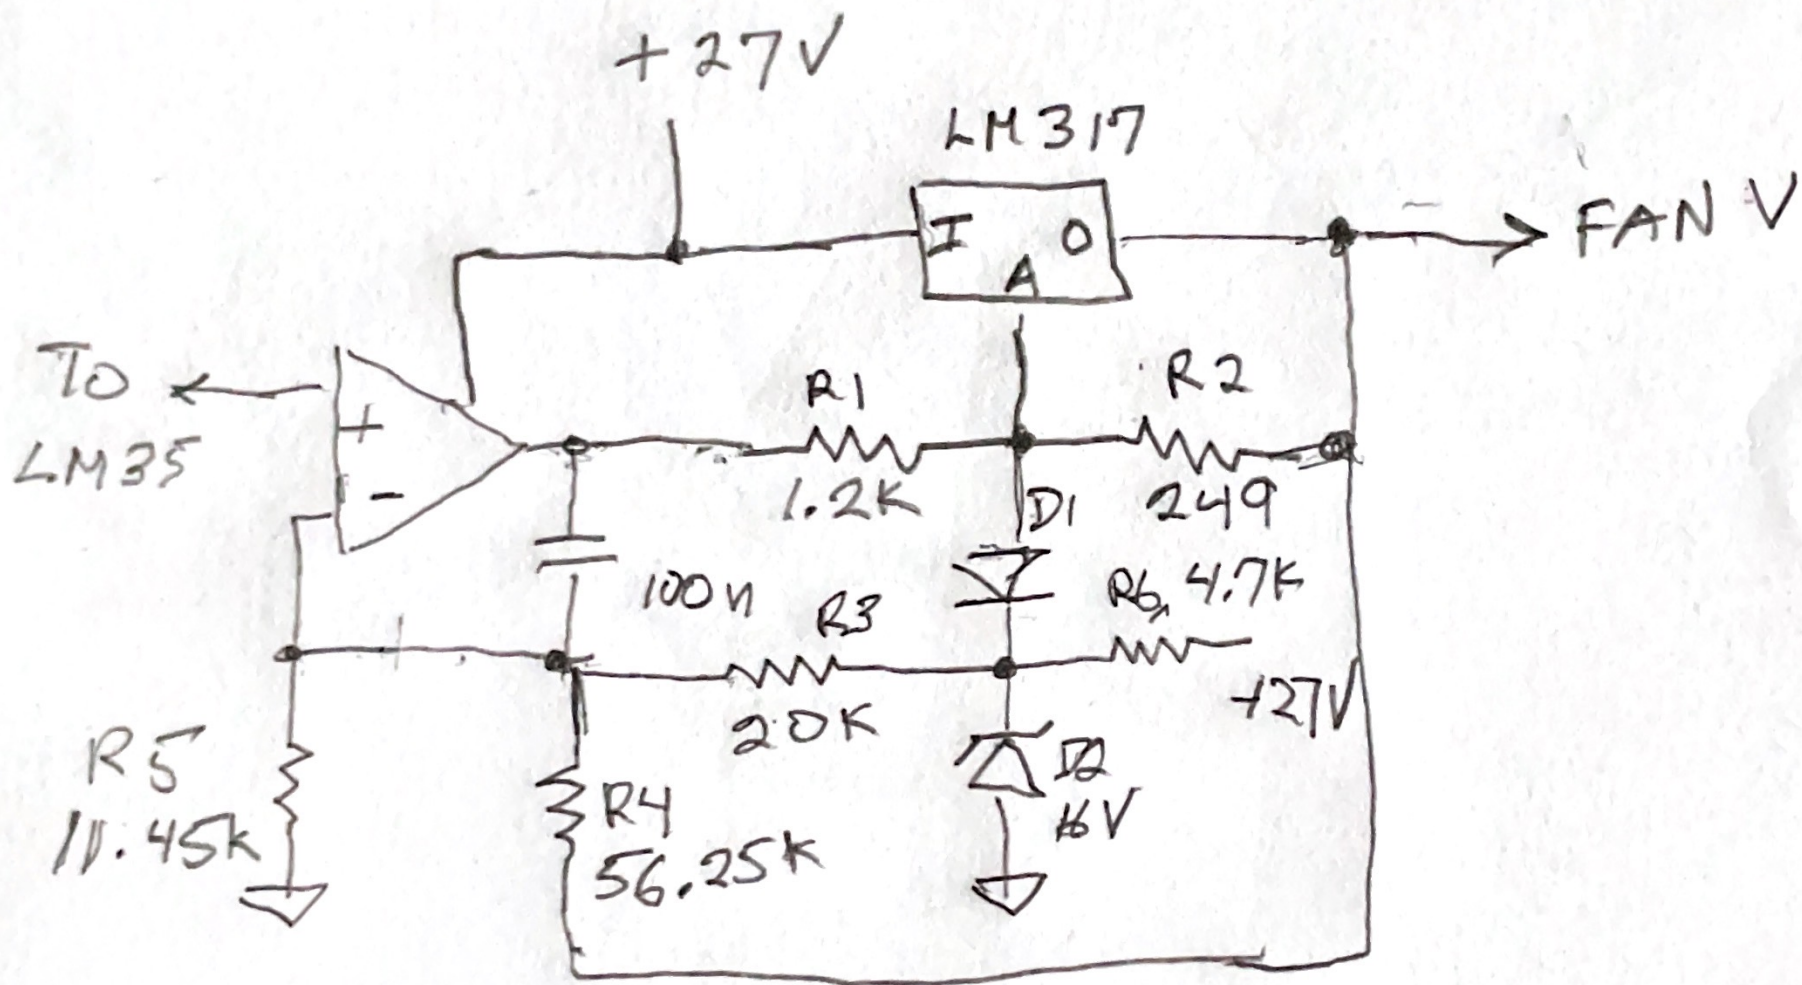 +27V
LM317
I
O
A
FAN V
TO
LM35
+
-
R1
1.2K
R2
249
D1
100n
R3
20K
R6, 4.7K
+27V
R5
11.45K
R4
56.25K
D2
16V